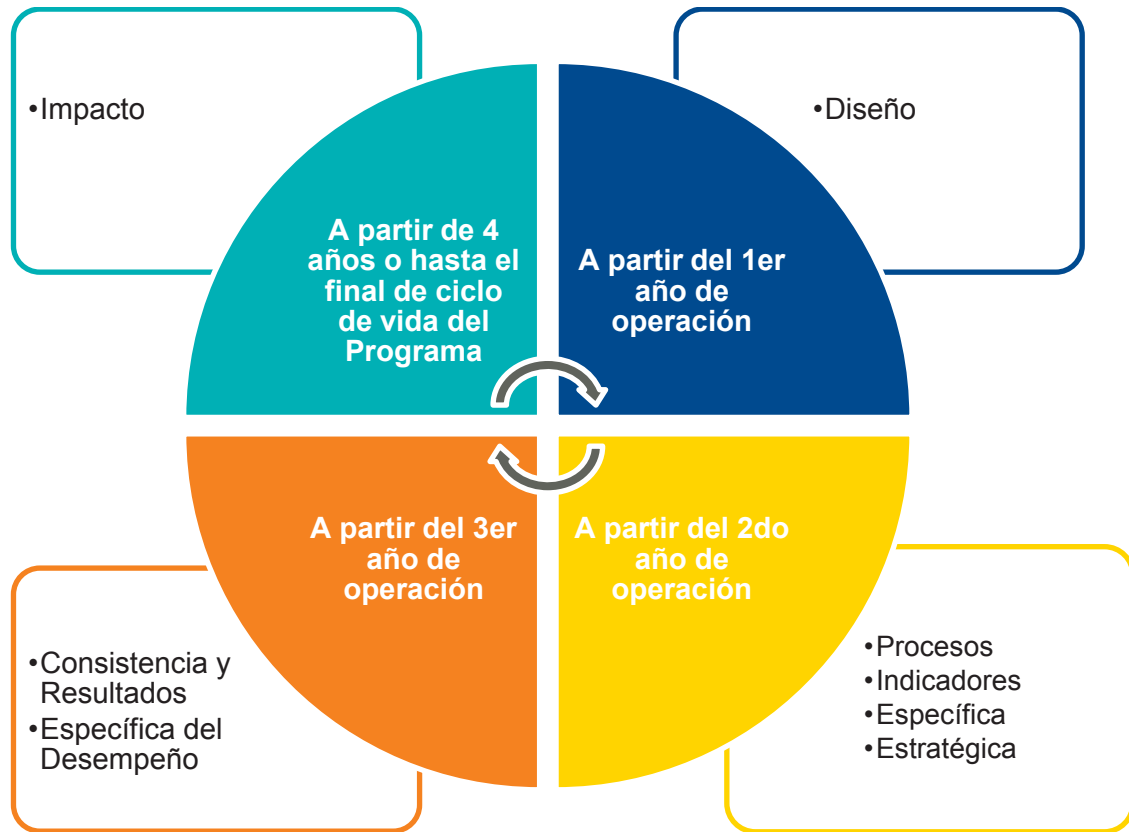 •Impacto
•Diseño
A partir de 4
años o hasta el
final de ciclo
de vida del
Programa
A partir del 1er
año de
operación
A partir del 3er
año de
operación
A partir del 2do
año de
operación
•Consistencia y
Resultados
•Específica del
Desempeño
•Procesos
•Indicadores
•Específica
•Estratégica